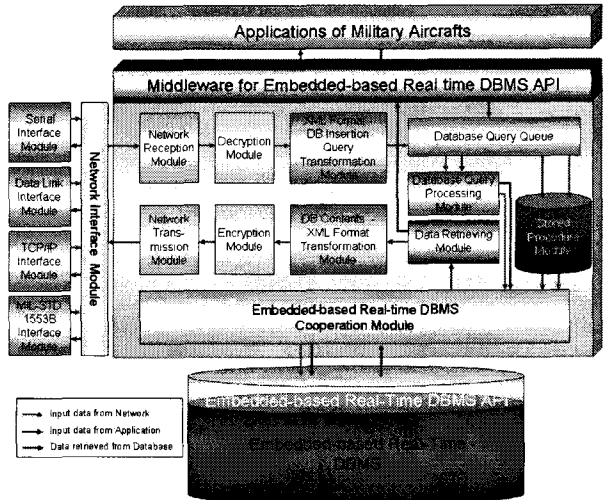 Applications of Military Aircrafts
Middleware for Embedded-based Real time DBMS API
Serial
Interface
Module
Data Link
Interface
Module
TCP/IP
Interface
Module
MIL-STD
1553B
Interface
Module
Network Interface Module
Network
Reception
Module
Decryption
Module
XML Format
DB Insertion
Query
Transformation
Module
Database Query Queue
Database Query
Processing
Module
Stored
Procedure
Module
Network
Trans-
mission
Module
Encryption
Module
DB Contents -
XML Format
Transformation
Module
Data Retrieving
Module
Embedded-based Real-time DBMS
Cooperation Module
Embedded-based Real-Time DBMS API
Embedded-based Real-Time
DBMS
Input data from Network
Input data from Application
Data retrieved from Database